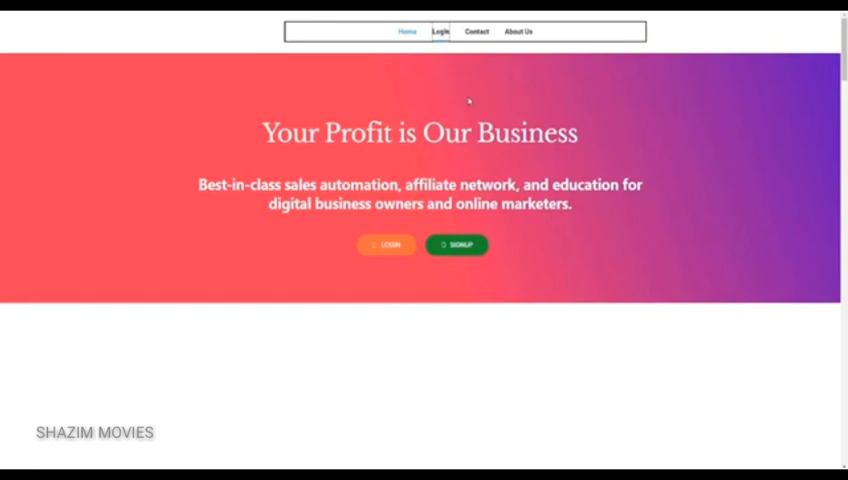 Home Login Contact About Us
Your Profit is Our Business
Best-in-class sales automation, affiliate network, and education for
digital business owners and online marketers.
LOGIN SIGNUP
SHAZIM MOVIES